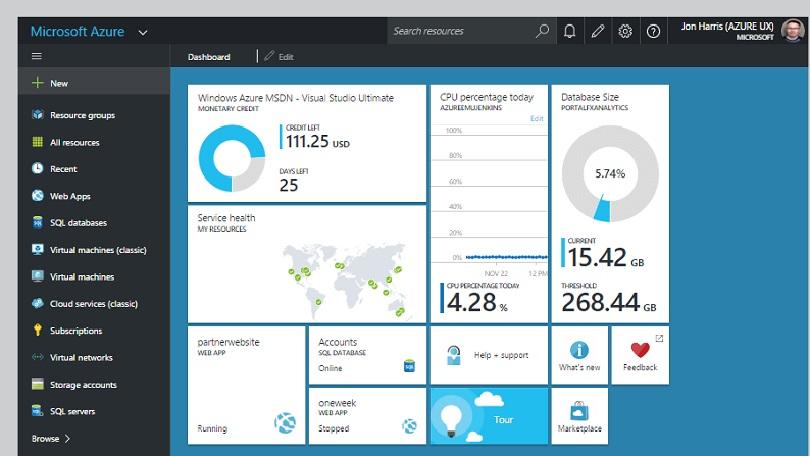 Microsoft Azure
Search resources
Jon Harris (AZURE UX)
MICROSOFT
Dashboard
Edit
New
Resource groups
All resources
Recent
Web Apps
SQL databases
Virtual machines (classic)
Virtual machines
Cloud services (classic)
Subscriptions
Virtual networks
Storage accounts
SQL servers
Browse
Windows Azure MSDN - Visual Studio Ultimate
MONETARY CREDIT
CREDIT LEFT
111.25 USD
DAYS LEFT
25
Service health
MY RESOURCES
CPU percentage today
AZUREMUJENKINS
Edit
100%
80%
60%
40%
20%
0%
NOV 22
1:2 PM
CPU PERCENTAGE TODAY
4.28 %
Database Size
PORTALFXANALYTICS
5.74%
CURRENT
15.42 GB
THRESHOLD
268.44 GB
partnerwebsite
WEB APP
Running
Accounts
SQL DATABASE
Online
SQL
oneweek
WEB APP
Stopped
Help + support
What's new
Feedback
Tour
Marketplace